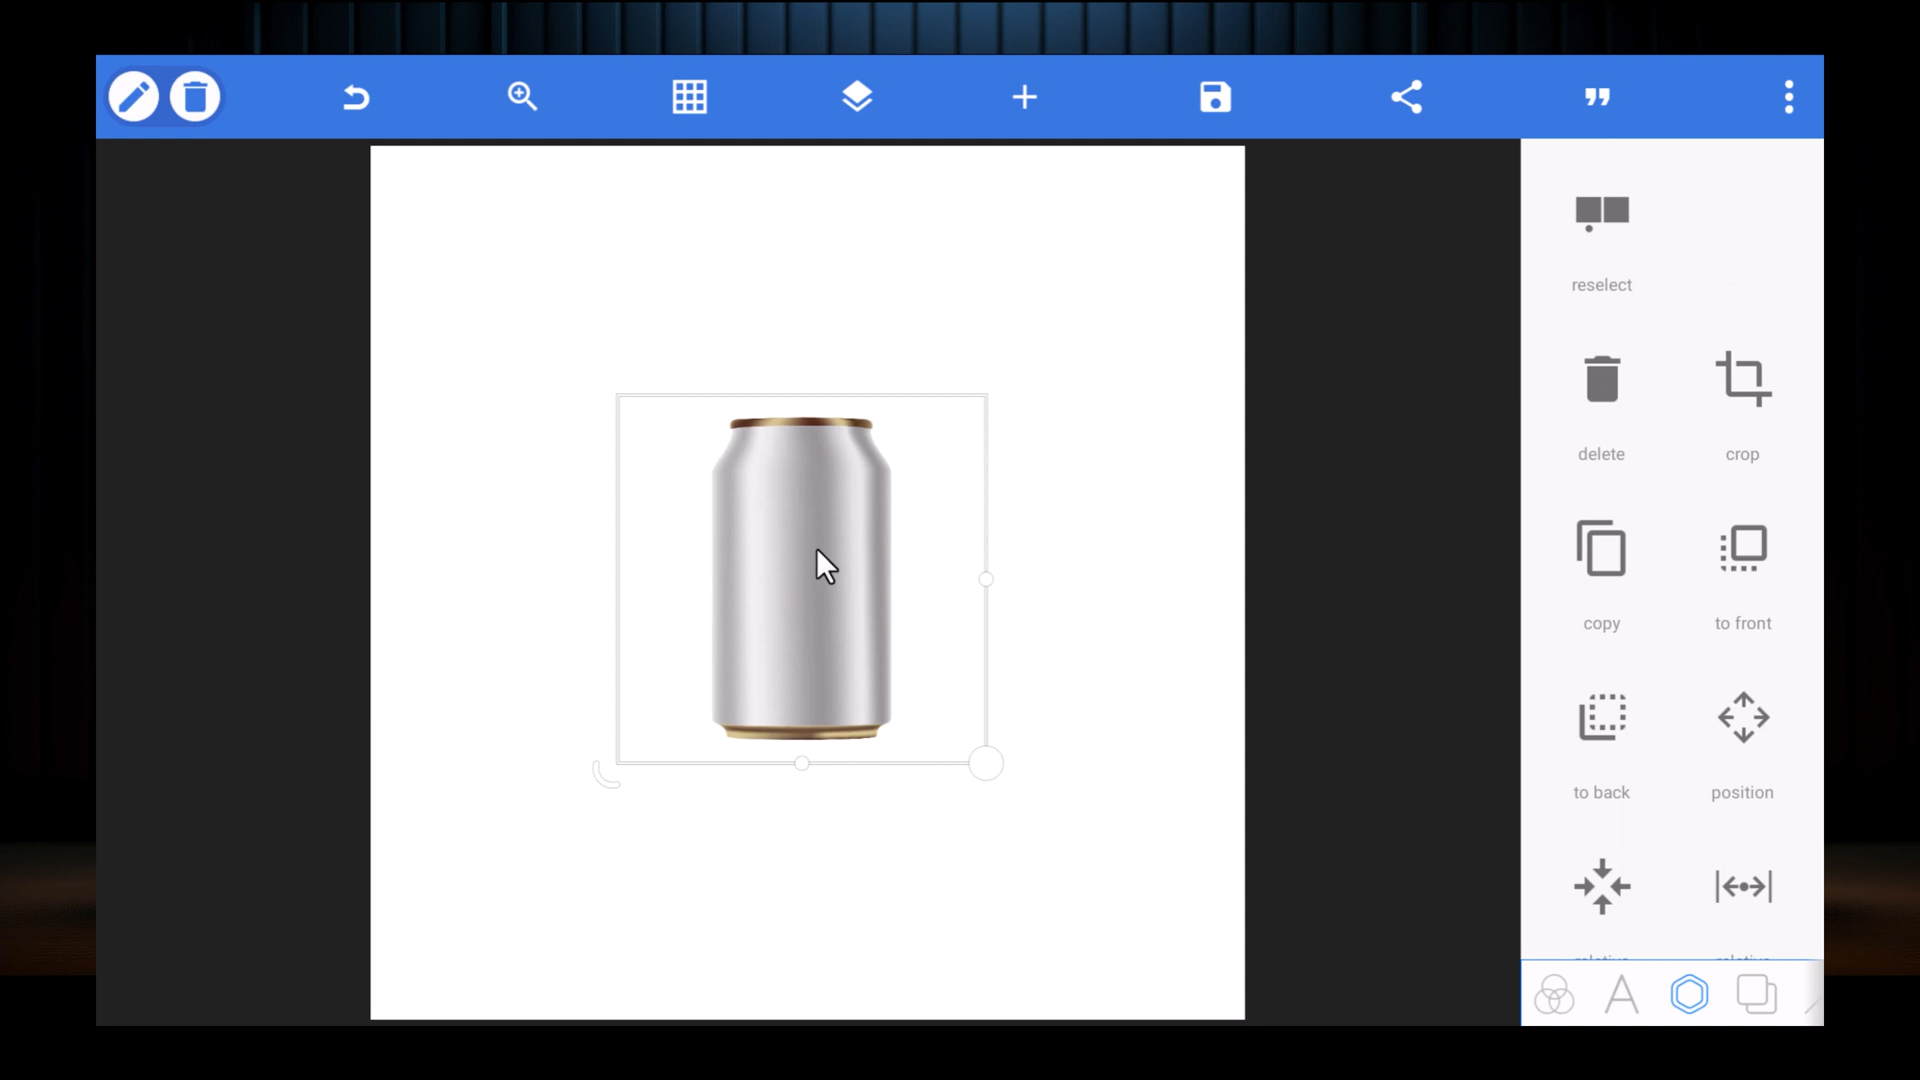 reselect
delete
crop
copy
to front
to back
position